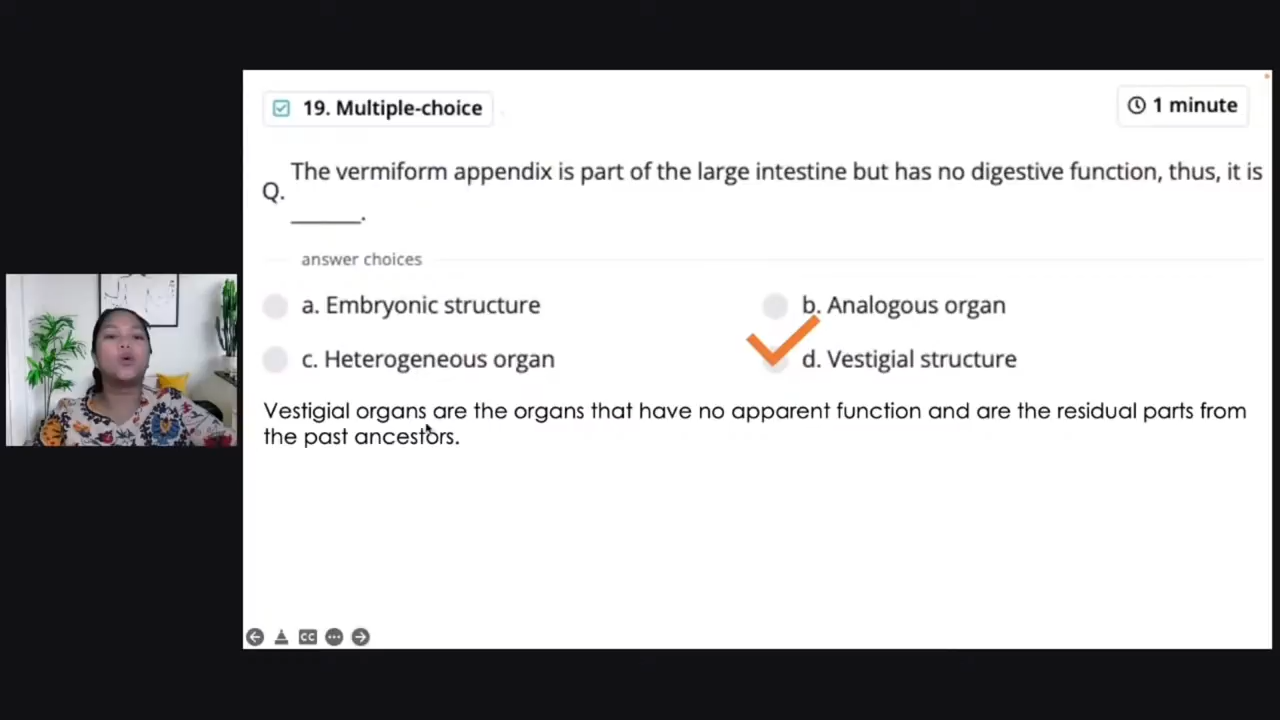 19. Multiple-choice
1 minute
The vermiform appendix is part of the large intestine but has no digestive function, thus, it is
Q.
_______.
answer choices
a. Embryonic structure
b. Analogous organ
c. Heterogeneous organ
d. Vestigial structure
Vestigial organs are the organs that have no apparent function and are the residual parts from
the past ancestors.
CC